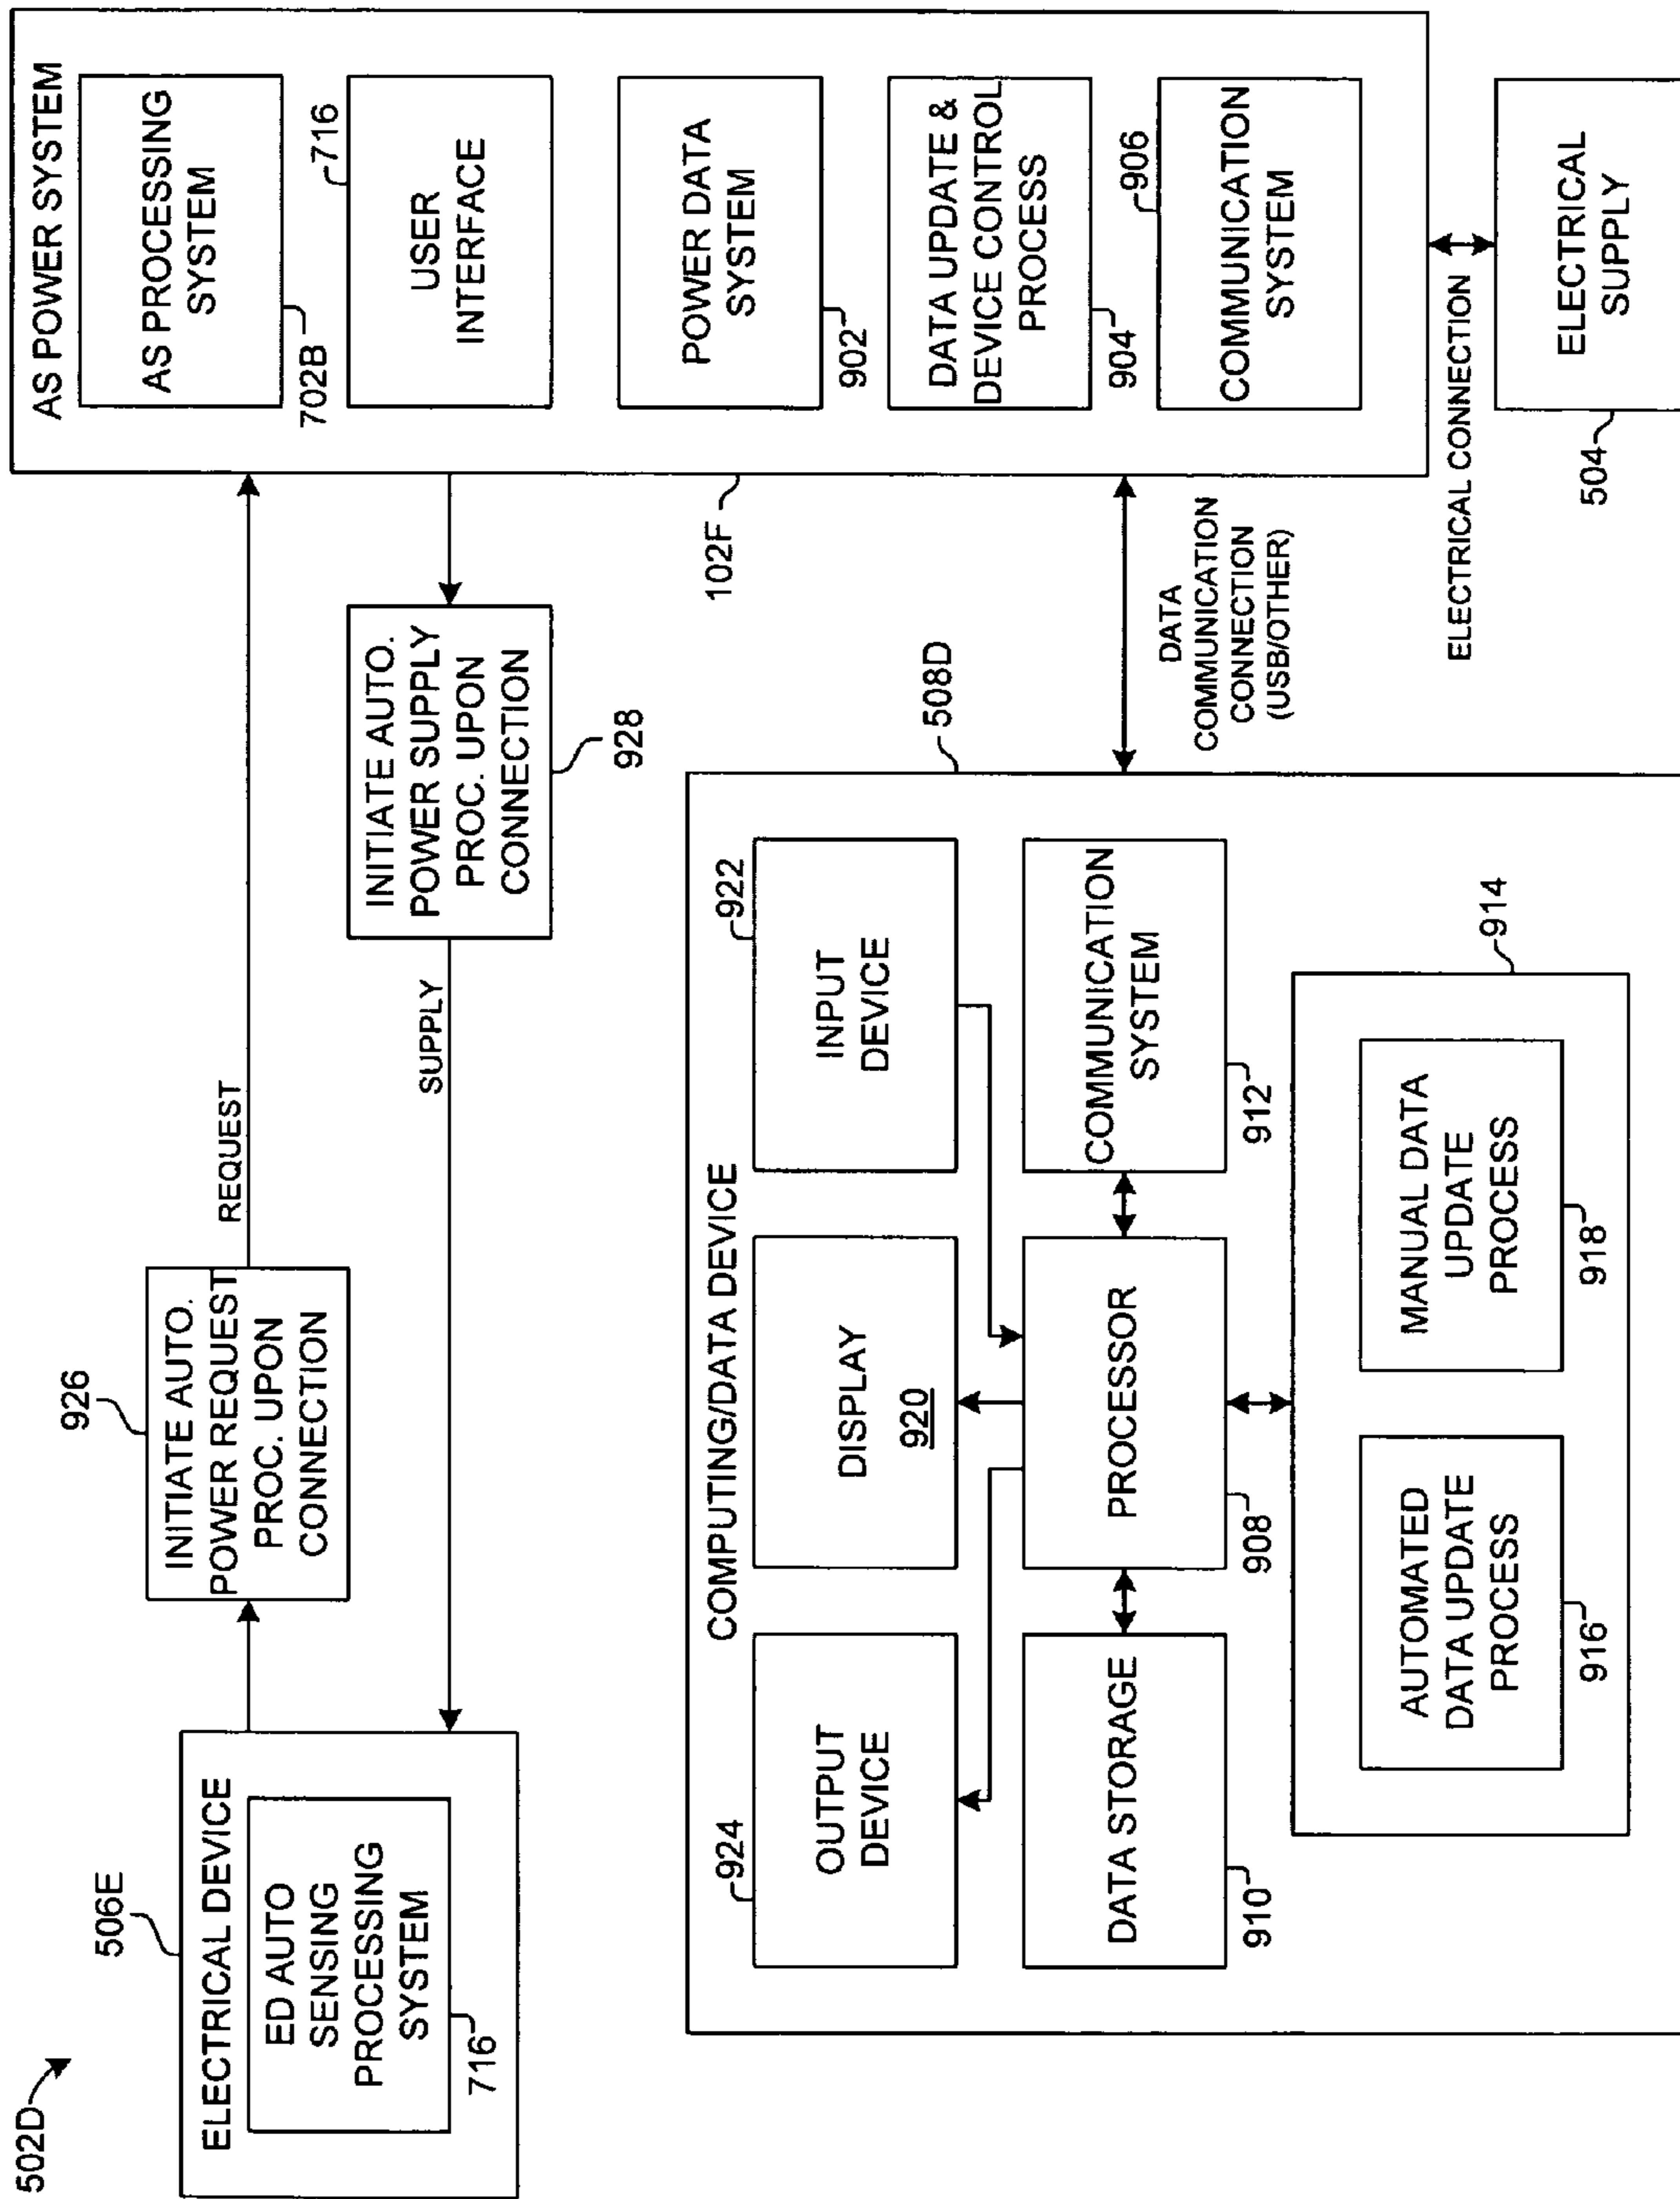 502D
506E
ELECTRICAL DEVICE
ED AUTO
SENSING
PROCESSING
SYSTEM
716
926
INITIATE AUTO.
POWER REQUEST
PROC. UPON
CONNECTION
REQUEST
SUPPLY
INITIATE AUTO.
POWER SUPPLY
PROC. UPON
CONNECTION
928
AS POWER SYSTEM
AS PROCESSING
SYSTEM
702B
716
USER
INTERFACE
POWER DATA
SYSTEM
902
DATA UPDATE &
DEVICE CONTROL
PROCESS
904
906
COMMUNICATION
SYSTEM
102F
DATA
COMMUNICATION
CONNECTION
(USB/OTHER)
ELECTRICAL CONNECTION
ELECTRICAL
SUPPLY
504
508D
COMPUTING/DATA DEVICE
924
OUTPUT
DEVICE
DISPLAY
920
922
INPUT
DEVICE
DATA STORAGE
910
PROCESSOR
908
COMMUNICATION
SYSTEM
912
914
AUTOMATED
DATA UPDATE
PROCESS
916
MANUAL DATA
UPDATE
PROCESS
918